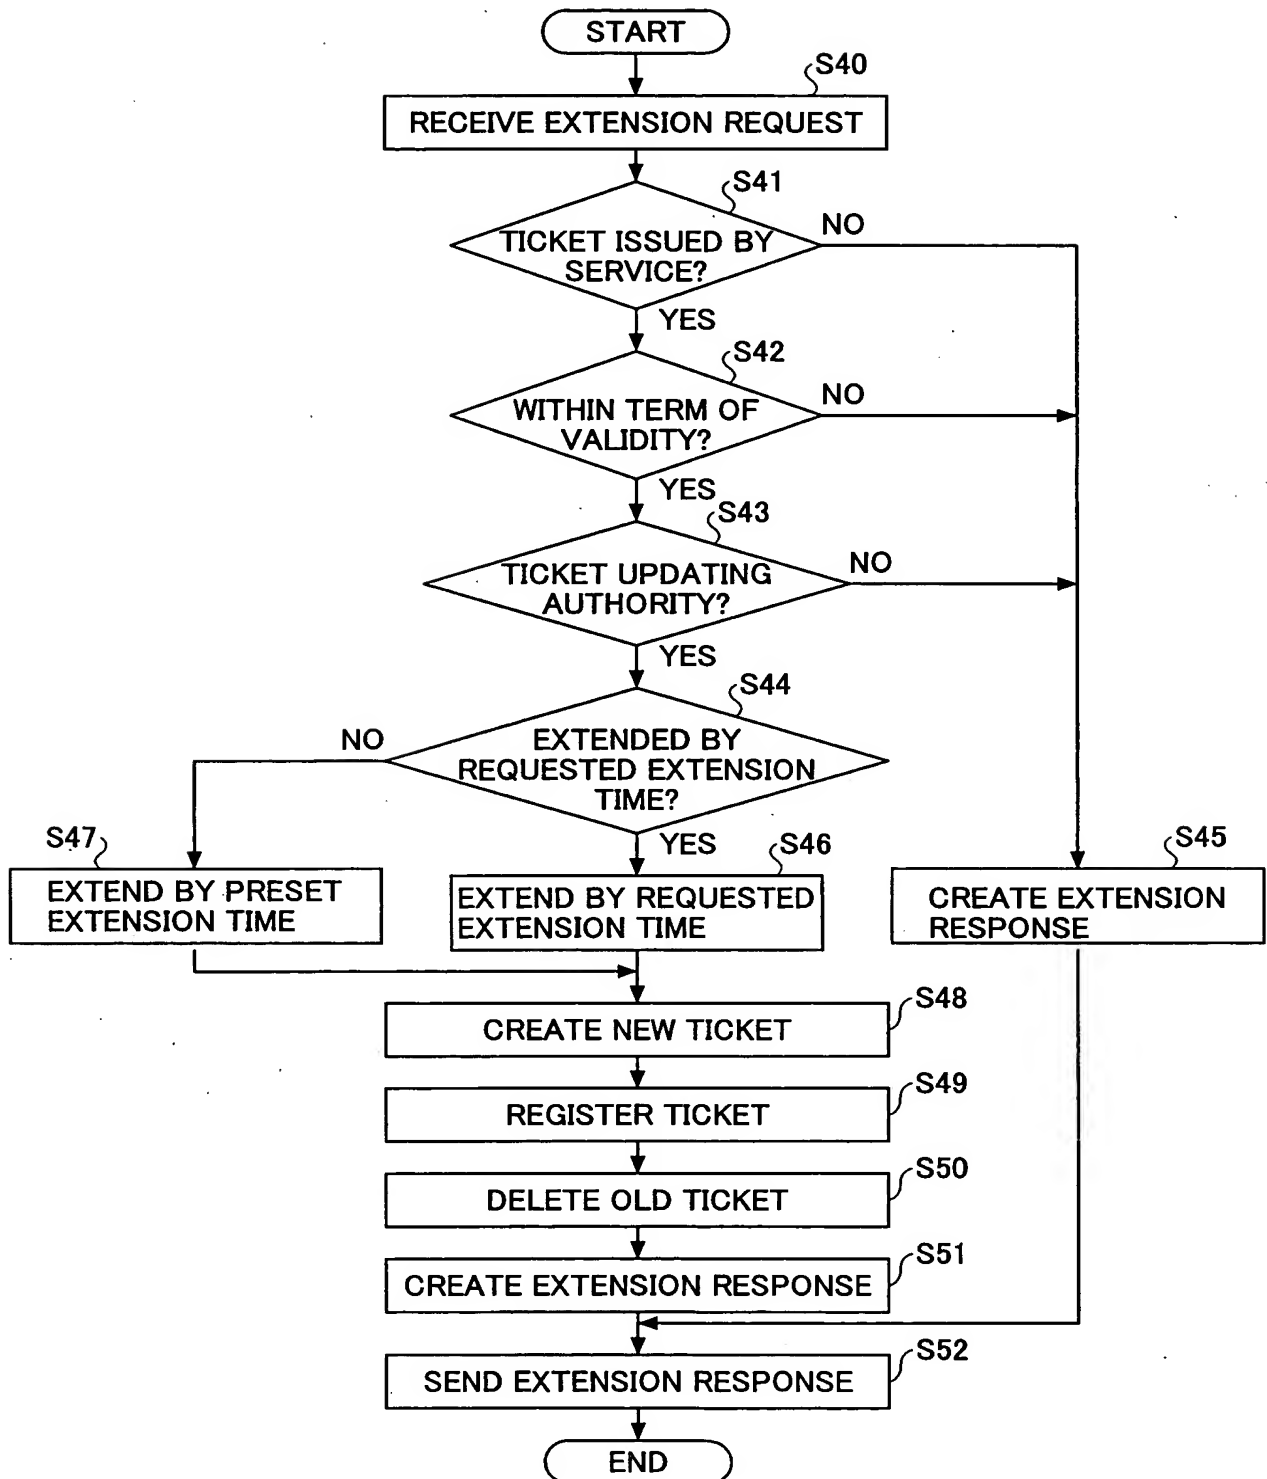 START
S40
RECEIVE EXTENSION REQUEST
S41
NO
TICKET ISSUED BY
SERVICE?
YES
S42
NO
WITHIN TERM OF
VALIDITY?
YES
S43
NO
TICKET UPDATING
AUTHORITY?
YES
S44
NO
EXTENDED BY
REQUESTED EXTENSION
TIME?
YES
S47
EXTEND BY PRESET
EXTENSION TIME
S46
EXTEND BY REQUESTED
EXTENSION TIME
S45
CREATE EXTENSION
RESPONSE
S48
CREATE NEW TICKET
S49
REGISTER TICKET
S50
DELETE OLD TICKET
S51
CREATE EXTENSION RESPONSE
S52
SEND EXTENSION RESPONSE
END